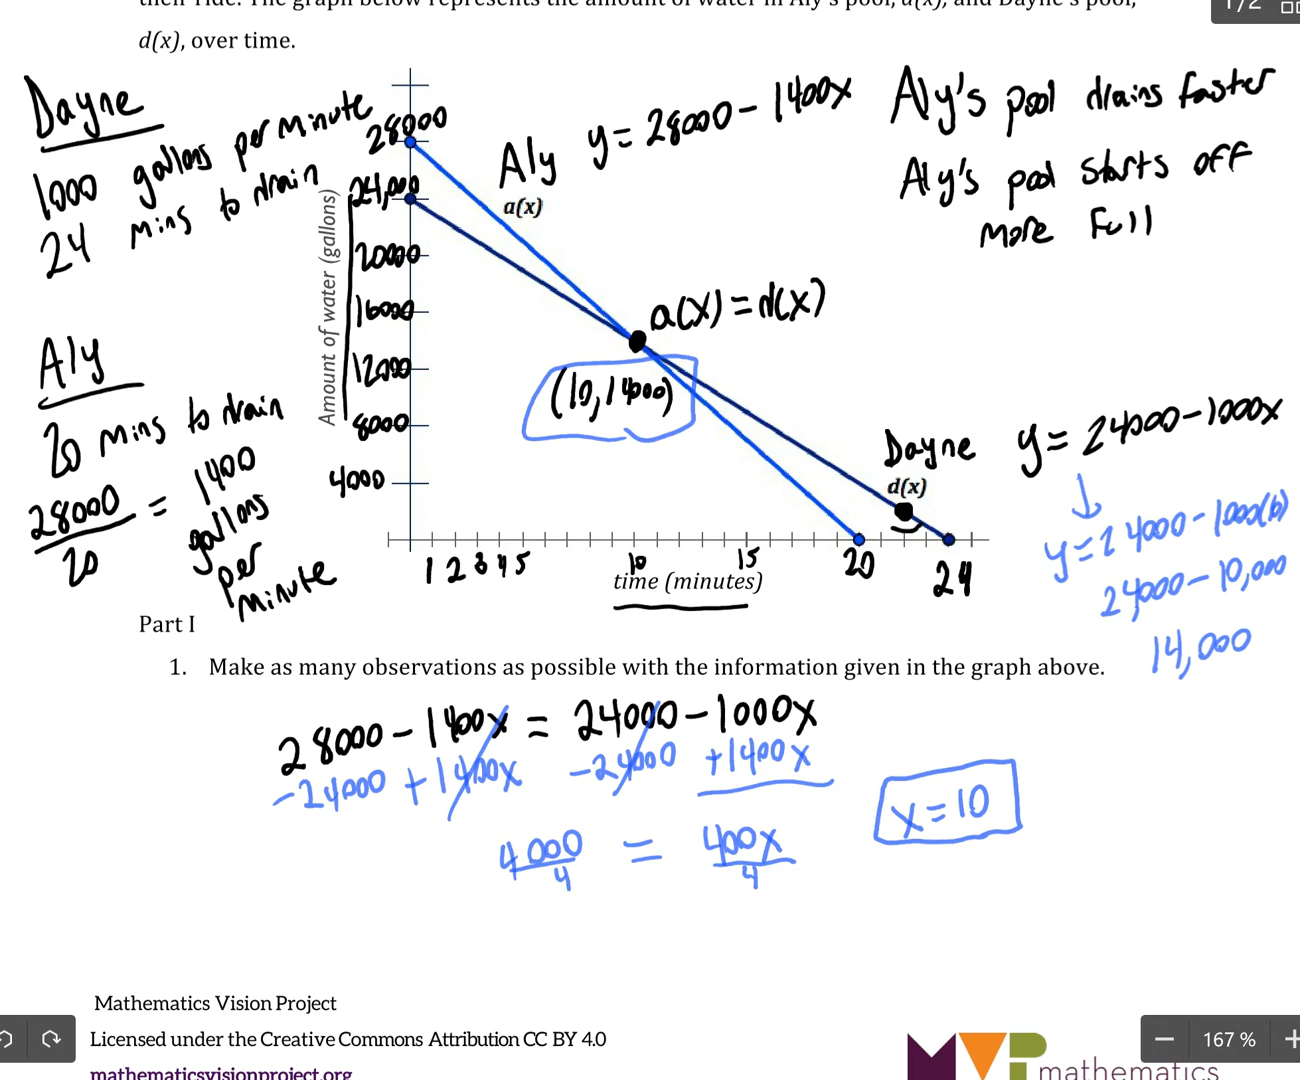 d(x), over time.
1/2
Dayne
1000 gallons per minute
24 mins to drain
Aly
20 mins to drain
28000 = 1400
20
gallons
per
minute
28000
24,000
20000
16000
12000
8000
4000
Amount of water (gallons)
Aly y = 28000 - 1400x
a(x)
Aly's pool drains faster
Aly's pool starts off
more full
a(x) = d(x)
(10, 14000)
Dayne y = 24000 - 1000x
d(x)
y = 24000 - 1000(10)
24000 - 10,000
14,000
1 2 3 4 5 10 15 20 24
time (minutes)
Part I
1. Make as many observations as possible with the information given in the graph above.
28000 - 1400x = 24000 - 1000x
-24000 + 1400x -24000 +1400x
4000 = 400x
4 4
x = 10
Mathematics Vision Project
Licensed under the Creative Commons Attribution CC BY 4.0
mathematicsvisionproject.org
167 %
MVP mathematics